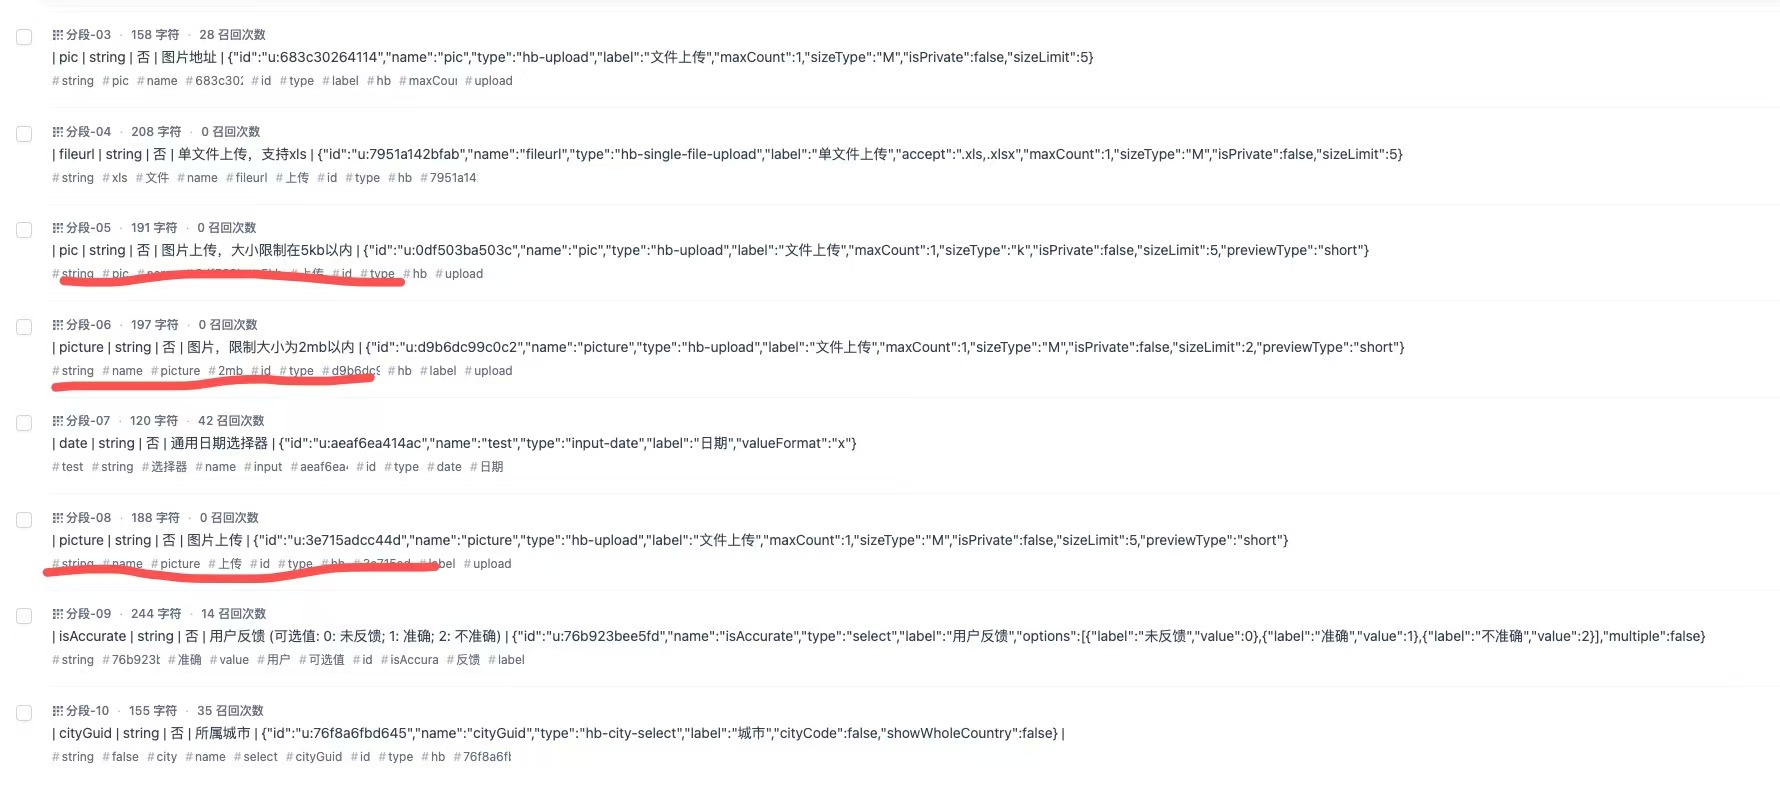 分段-03 · 158 字符 · 28 召回次数
| pic | string | 否 | 图片地址 | {"id":"u:683c30264114","name":"pic","type":"hb-upload","label":"文件上传","maxCount":1,"sizeType":"M","isPrivate":false,"sizeLimit":5}
# string # pic # name # 683c302 # id # type # label # hb # maxCou # upload
分段-04 · 208 字符 · 0 召回次数
| fileurl | string | 否 | 单文件上传，支持xls | {"id":"u:7951a142bfab","name":"fileurl","type":"hb-single-file-upload","label":"单文件上传","accept":".xls,.xlsx","maxCount":1,"sizeType":"M","isPrivate":false,"sizeLimit":5}
# string # xls # 文件 # name # fileurl # 上传 # id # type # hb # 7951a14
分段-05 · 191 字符 · 0 召回次数
| pic | string | 否 | 图片上传，大小限制在5kb以内 | {"id":"u:0df503ba503c","name":"pic","type":"hb-upload","label":"文件上传","maxCount":1,"sizeType":"k","isPrivate":false,"sizeLimit":5,"previewType":"short"}
# string # pic # 上传 # id # type # hb # upload
分段-06 · 197 字符 · 0 召回次数
| picture | string | 否 | 图片，限制大小为2mb以内 | {"id":"u:d9b6dc99c0c2","name":"picture","type":"hb-upload","label":"文件上传","maxCount":1,"sizeType":"M","isPrivate":false,"sizeLimit":2,"previewType":"short"}
# string # name # picture # 2mb # id # type # d9b6dc9 # hb # label # upload
分段-07 · 120 字符 · 42 召回次数
| date | string | 否 | 通用日期选择器 | {"id":"u:aeaf6ea414ac","name":"test","type":"input-date","label":"日期","valueFormat":"x"}
# test # string # 选择器 # name # input # aeaf6ea # id # type # date # 日期
分段-08 · 188 字符 · 0 召回次数
| picture | string | 否 | 图片上传 | {"id":"u:3e715adcc44d","name":"picture","type":"hb-upload","label":"文件上传","maxCount":1,"sizeType":"M","isPrivate":false,"sizeLimit":5,"previewType":"short"}
# string # name # picture # 上传 # id # type # hb # 3e715ad # label # upload
分段-09 · 244 字符 · 14 召回次数
| isAccurate | string | 否 | 用户反馈 (可选值: 0: 未反馈; 1: 准确; 2: 不准确) | {"id":"u:76b923bee5fd","name":"isAccurate","type":"select","label":"用户反馈","options":[{"label":"未反馈","value":0},{"label":"准确","value":1},{"label":"不准确","value":2}],"multiple":false}
# string # 76b923b # 准确 # value # 用户 # 可选值 # id # isAccura # 反馈 # label
分段-10 · 155 字符 · 35 召回次数
| cityGuid | string | 否 | 所属城市 | {"id":"u:76f8a6fbd645","name":"cityGuid","type":"hb-city-select","label":"城市","cityCode":false,"showWholeCountry":false} |
# string # false # city # name # select # cityGuid # id # type # hb # 76f8a6f